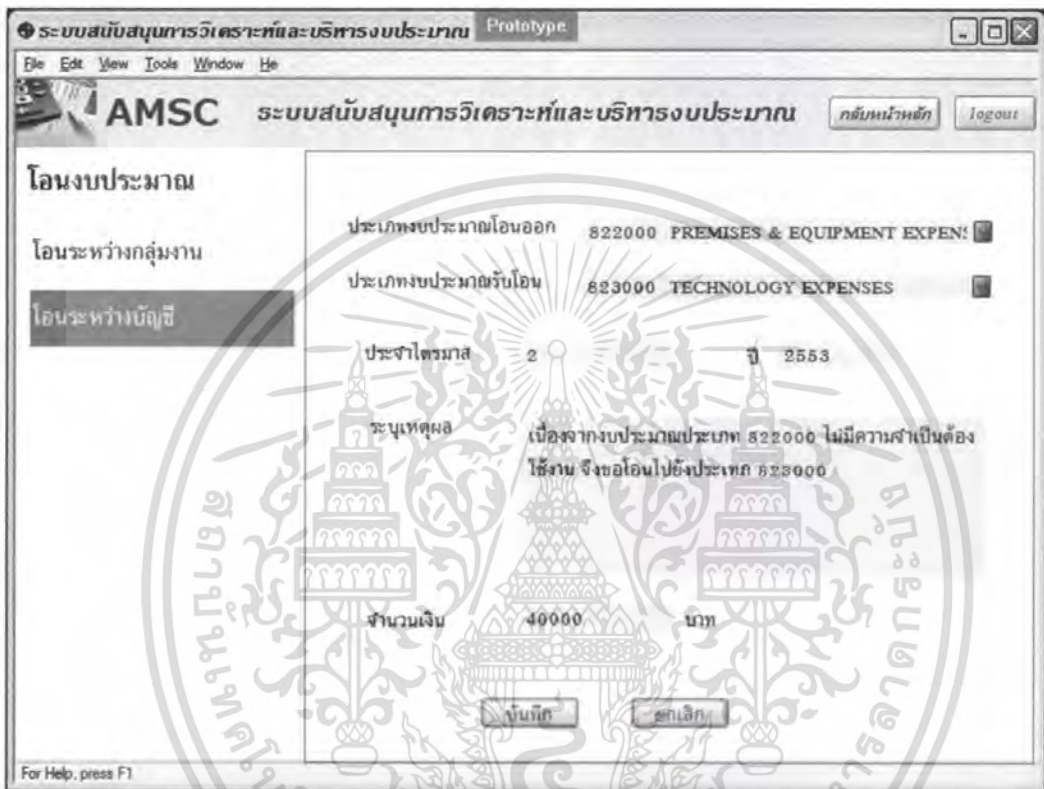 ระบบสนับสนุนการวิเคราะห์และบริหารงบประมาณ Prototype
File Edit View Tools Window He
AMSC ระบบสนับสนุนการวิเคราะห์และบริหารงบประมาณ กลับหน้าหลัก logout
โอนงบประมาณ
โอนระหว่างกลุ่มงาน
โอนระหว่างบัญชี
ประเภทงบประมาณโอนออก 822000 PREMISES & EQUIPMENT EXPENS
ประเภทงบประมาณรับโอน 823000 TECHNOLOGY EXPENSES
ประจำไตรมาส 2 ปี 2553
ระบุเหตุผล เนื่องจากงบประมาณประเภท 822000 ไม่มีความจำเป็นต้อง
ใช้งาน จึงขอโอนไปยังประเภท 823000
จำนวนเงิน 40000 บาท
บันทึก ยกเลิก
For Help, press F1